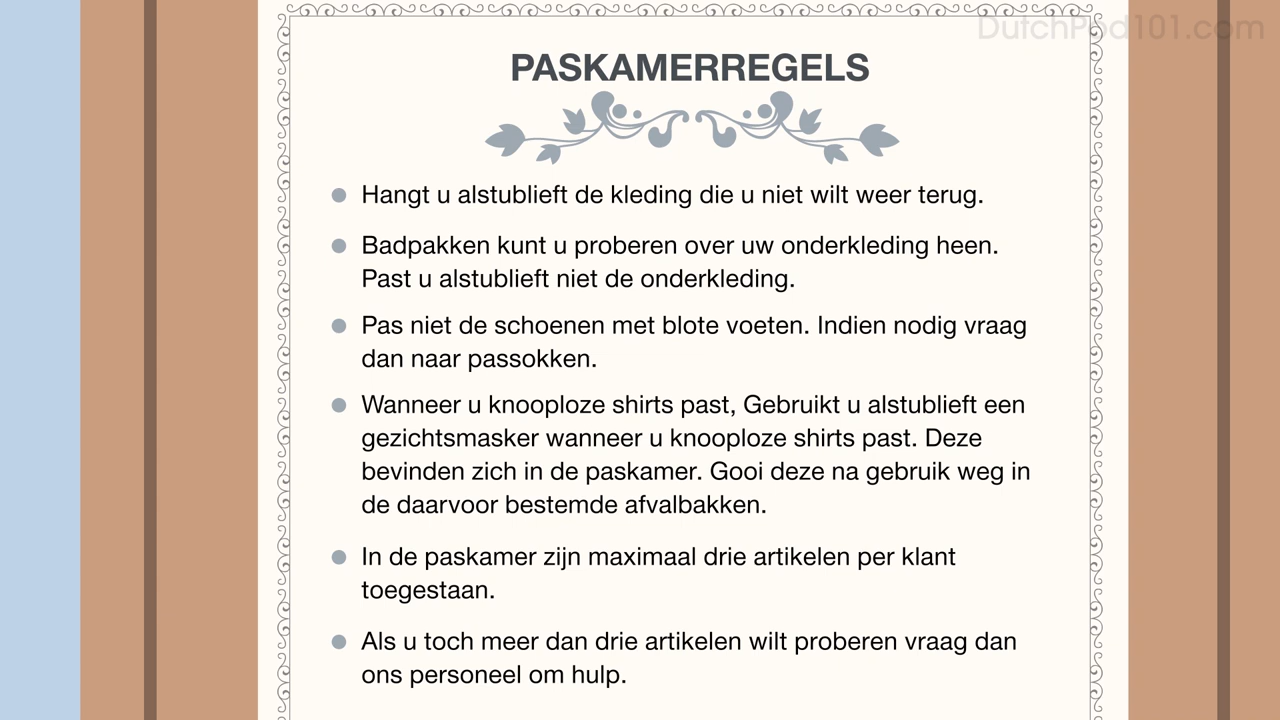 DutchPod101.com
PASKAMERREGELS
Hangt u alstublieft de kleding die u niet wilt weer terug.
Badpakken kunt u proberen over uw onderkleding heen.
Past u alstublieft niet de onderkleding.
Pas niet de schoenen met blote voeten. Indien nodig vraag
dan naar passokken.
Wanneer u knooploze shirts past, Gebruikt u alstublieft een
gezichtsmasker wanneer u knooploze shirts past. Deze
bevinden zich in de paskamer. Gooi deze na gebruik weg in
de daarvoor bestemde afvalbakken.
In de paskamer zijn maximaal drie artikelen per klant
toegestaan.
Als u toch meer dan drie artikelen wilt proberen vraag dan
ons personeel om hulp.